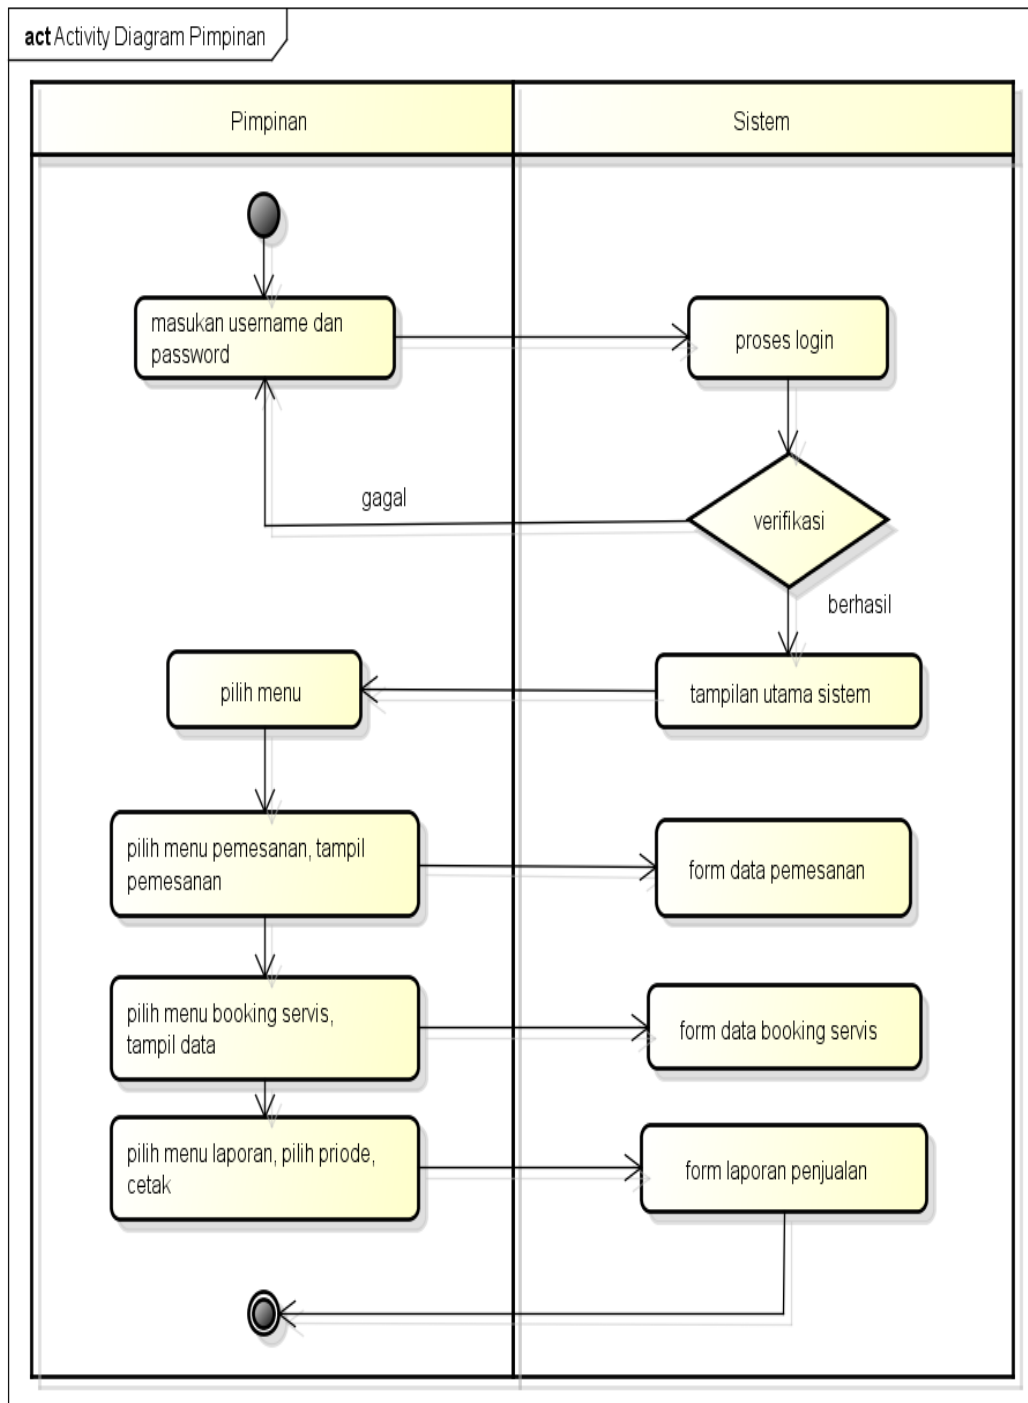 act Activity Diagram Pimpinan
Pimpinan
Sistem
masukan username dan
password
proses login
gagal
verifikasi
berhasil
pilih menu
tampilan utama sistem
pilih menu pemesanan, tampil
pemesanan
form data pemesanan
pilih menu booking servis,
tampil data
form data booking servis
pilih menu laporan, pilih priode,
cetak
form laporan penjualan